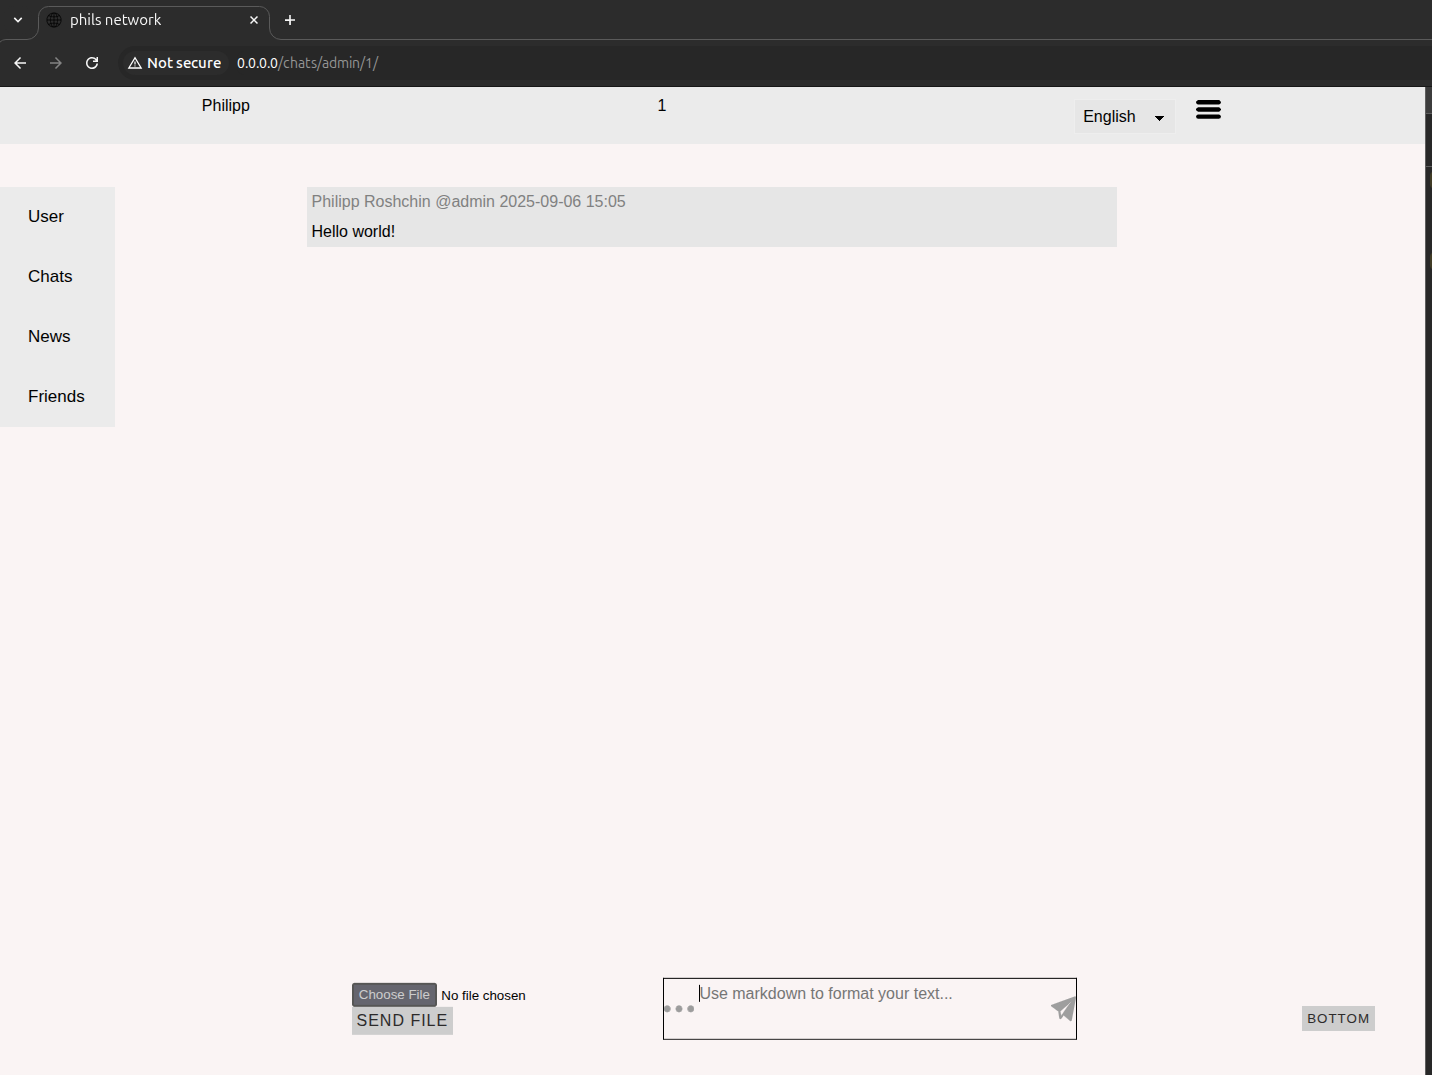 phils network
Not secure 0.0.0.0/chats/admin/1/
Philipp 1 English
User
Philipp Roshchin @admin 2025-09-06 15:05
Hello world!
Chats
News
Friends
Choose File No file chosen
SEND FILE
Use markdown to format your text...
BOTTOM